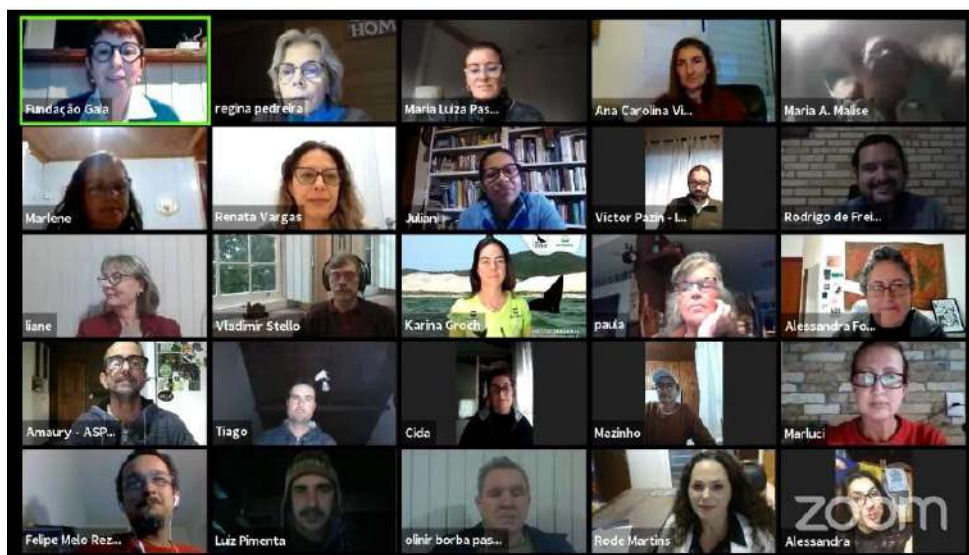 HOM
Fundação Gaia
regina pedreira
Maria Luiza Pas...
Ana Carolina Vi...
Maria A. Malise
Marlene
Renata Vargas
Juliani
Victor Pazin - I...
Rodrigo de Frei...
liane
Vladimir Stello
Karina Groch
paula
Alessandra Fo...
Amaury - ASP...
Tiago
Cida
Mazinho
Marluci
Felipe Melo Rez...
Luiz Pimenta
olinir borba pas...
Rode Martins
Alessandra
zoom